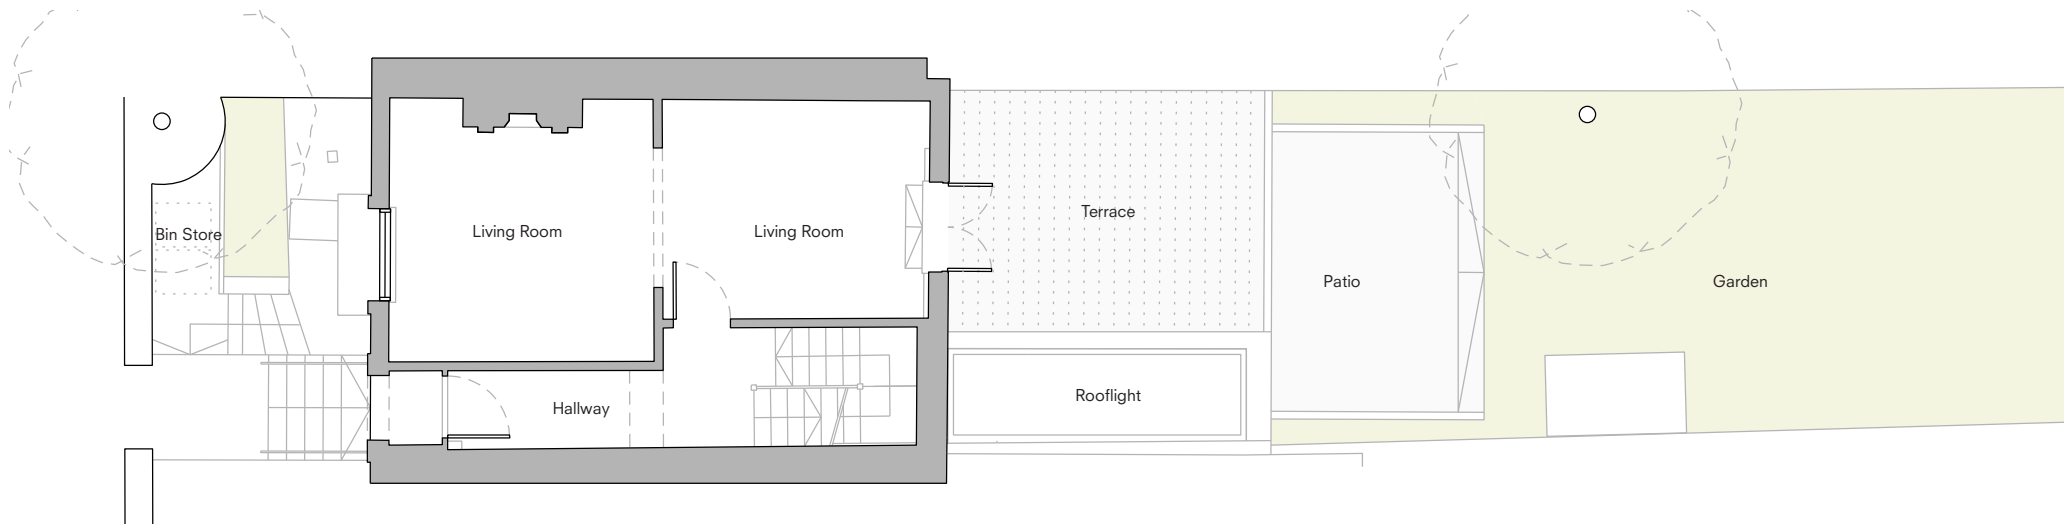 Bin Store
Living Room
Living Room
Terrace
Patio
Garden
Hallway
Rooflight